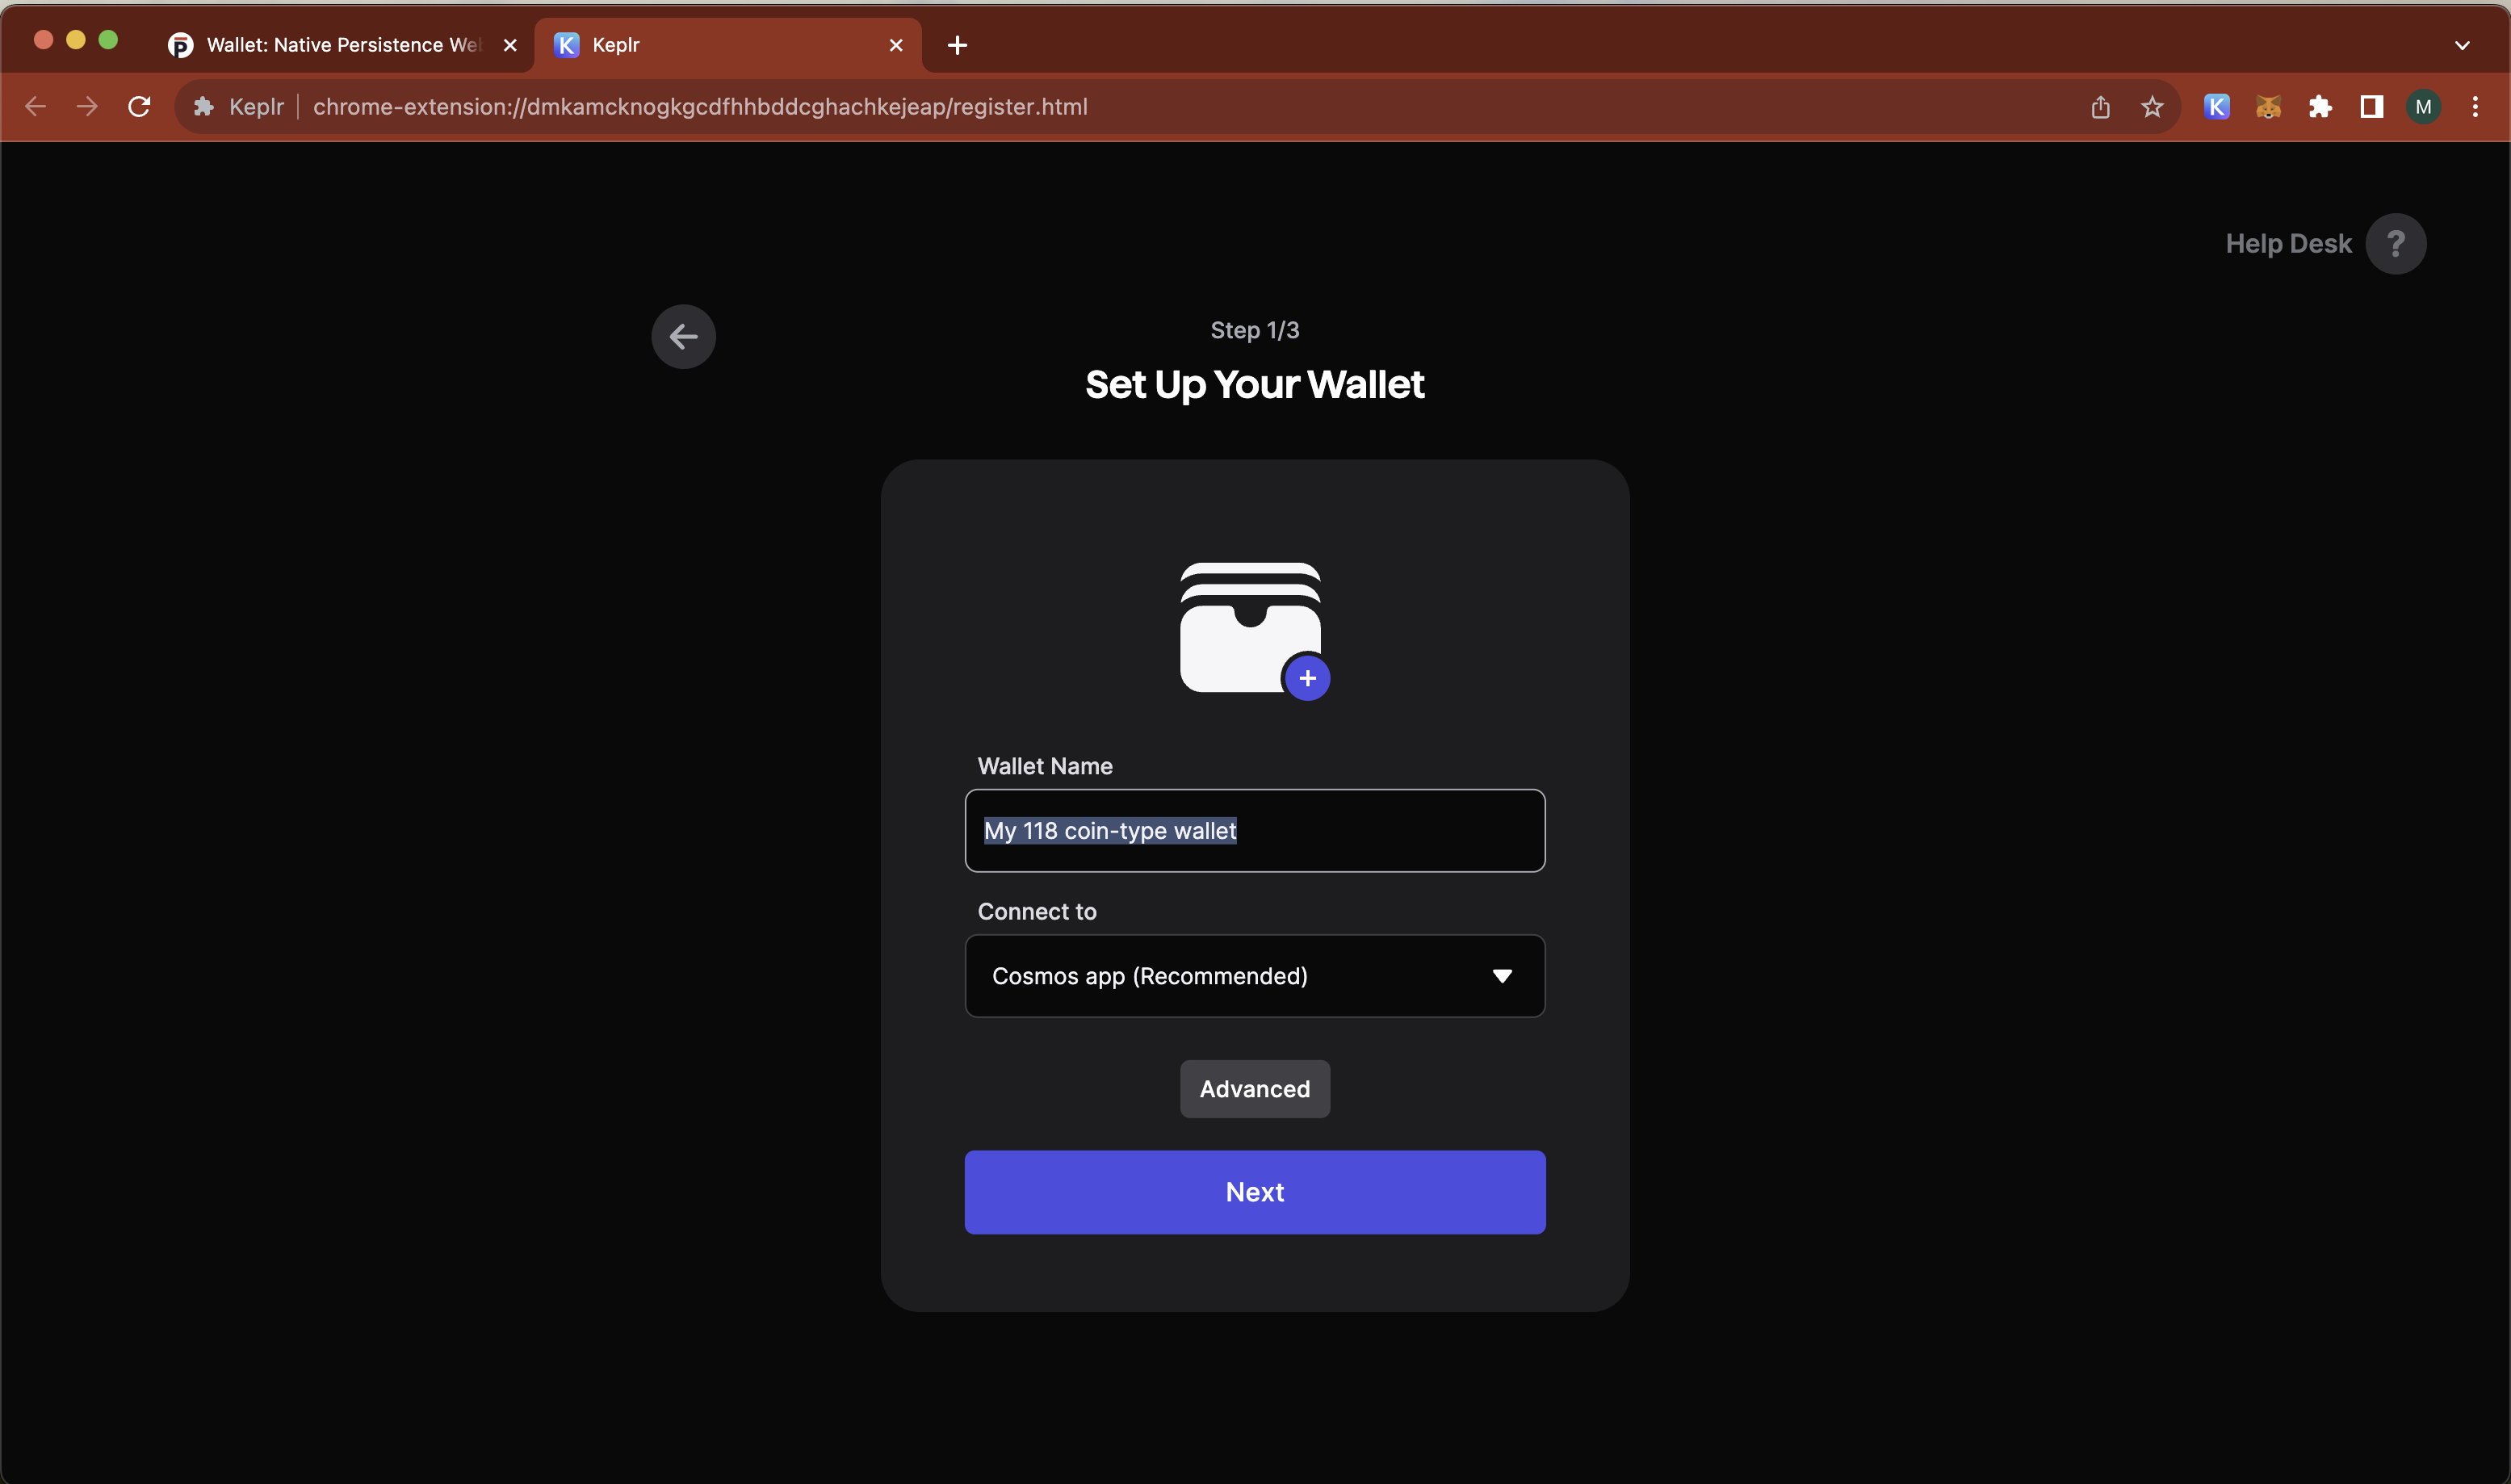 Wallet: Native Persistence We
Keplr
Keplr
chrome-extension://dmkamcknogkgcdfhhbddcghachkejeap/register.html
K
M
Help Desk
?
Step 1/3
Set Up Your Wallet
Wallet Name
My 118 coin-type wallet
Connect to
Cosmos app (Recommended)
Advanced
Next